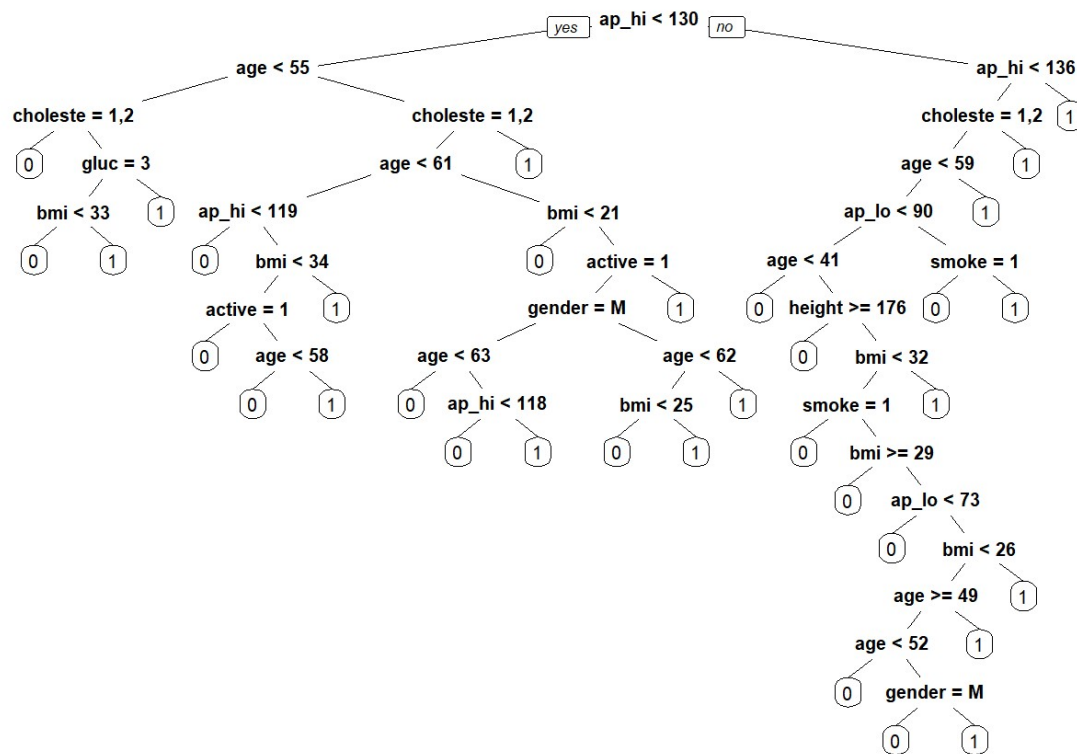 yes ap_hi < 130 no
age < 55 ap_hi < 136
choleste = 1,2 choleste = 1,2 choleste = 1,2 1
0 gluc = 3 age < 61 1 age < 59 1
bmi < 33 1 ap_hi < 119 bmi < 21 ap_lo < 90 1
0 1 0 bmi < 34 0 active = 1 age < 41 smoke = 1
active = 1 1 gender = M 1 0 height >= 176 0 1
0 age < 58 age < 63 age < 62 0 bmi < 32
0 1 0 ap_hi < 118 bmi < 25 1 smoke = 1 1
0 1 0 1 0 bmi >= 29
0 ap_lo < 73
0 bmi < 26
age >= 49 1
age < 52 1
0 gender = M
0 1